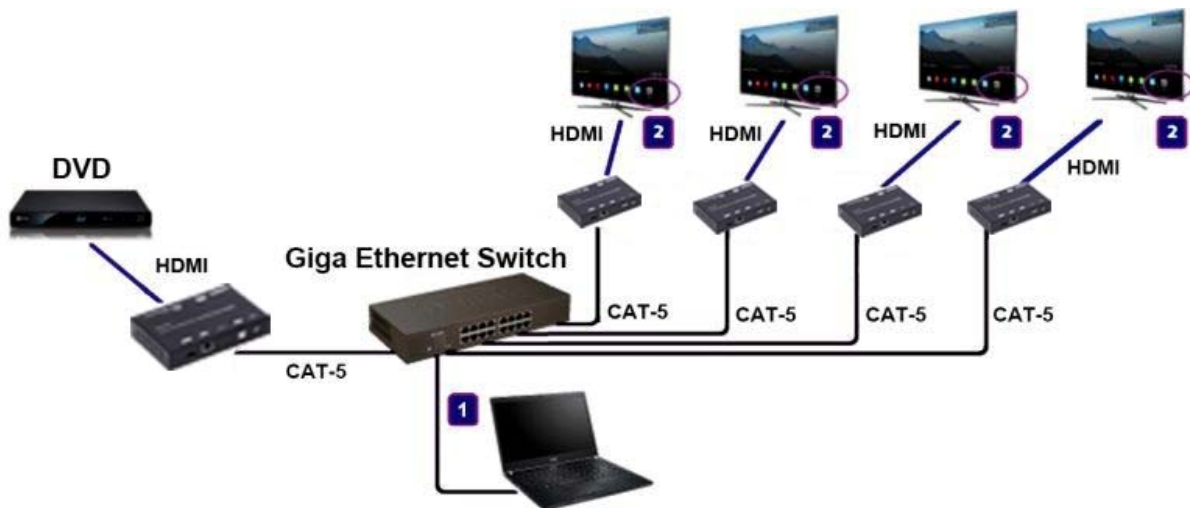 2 2 2 2
HDMI HDMI HDMI HDMI
DVD
HDMI
Giga Ethernet Switch
CAT-5 CAT-5 CAT-5 CAT-5
CAT-5
1